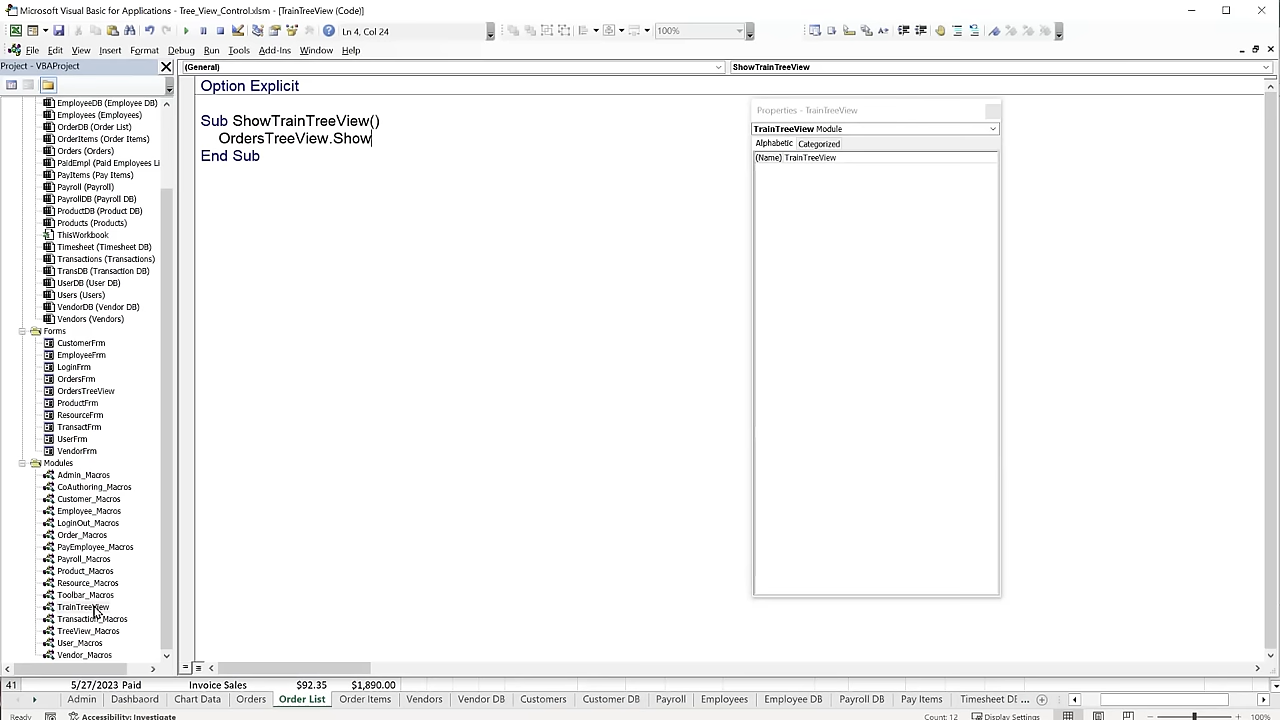 Microsoft Visual Basic for Applications - Tree_View_Control.xlsm - [TrainTreeView (Code)]
Ln 4, Col 24
100%
File Edit View Insert Format Debug Run Tools Add-Ins Window Help
Project - VBAProject
(General)
ShowTrainTreeView
EmployeeDB (Employee DB)
Employees (Employees)
OrderDB (Order List)
OrderItems (Order Items)
Orders (Orders)
PaidEmpl (Paid Employees Li
PayItems (Pay Items)
Payroll (Payroll)
PayrollDB (Payroll DB)
ProductDB (Product DB)
Products (Products)
ThisWorkbook
Timesheet (Timesheet DB)
Transactions (Transactions)
TransDB (Transaction DB)
UserDB (User DB)
Users (Users)
VendorDB (Vendor DB)
Vendors (Vendors)
Forms
CustomerFrm
EmployeeFrm
LoginFrm
OrdersFrm
OrdersTreeView
ProductFrm
ResourceFrm
TransactFrm
UserFrm
VendorFrm
Modules
Admin_Macros
CoAuthoring_Macros
Customer_Macros
Employee_Macros
LoginOut_Macros
Order_Macros
PayEmployee_Macros
Payroll_Macros
Product_Macros
Resource_Macros
Toolbar_Macros
TrainTreeView
Transaction_Macros
TreeView_Macros
User_Macros
Vendor_Macros
Option Explicit
Sub ShowTrainTreeView()
OrdersTreeView.Show
End Sub
Properties - TrainTreeView
TrainTreeView Module
Alphabetic Categorized
(Name) TrainTreeView
41 5/27/2023 Paid Invoice Sales $92.35 $1,890.00
Admin Dashboard Chart Data Orders Order List Order Items Vendors Vendor DB Customers Customer DB Payroll Employees Employee DB Payroll DB Pay Items Timesheet DE ...
Ready Accessibility: Investigate Count: 12 Display Settings 100%